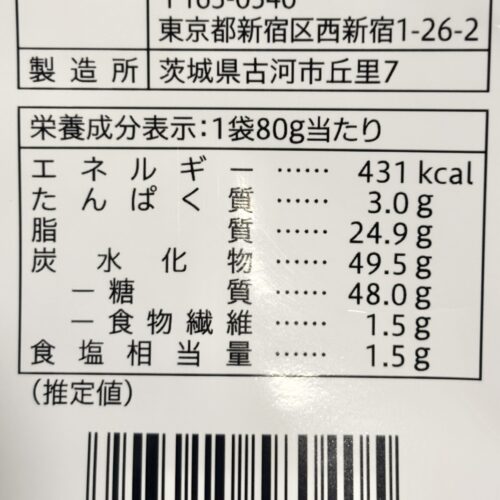 東京都新宿区西新宿1-26-2
製造所 茨城県古河市丘里7
栄養成分表示:1袋80g当たり
エネルギー …… 431 kcal
たんぱく質 …… 3.0 g
脂質 …… 24.9 g
炭水化物 …… 49.5 g
ー糖質 …… 48.0 g
ー食物繊維 …… 1.5 g
食塩相当量 …… 1.5 g
(推定値)